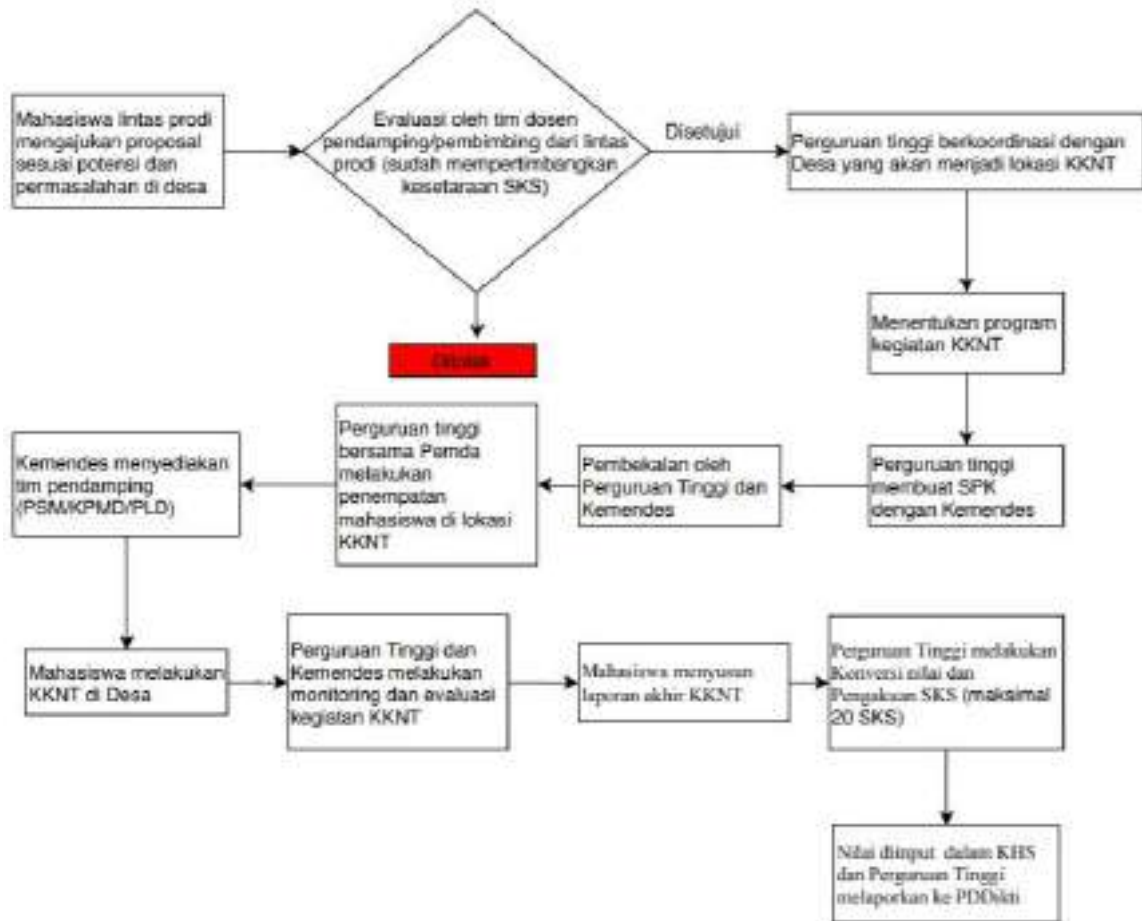 Mahasiswa lintas prodi
mengajukan proposal
sesuai potensi dan
permasalahan di desa
Evaluasi oleh tim dosen
pendamping/pembimbing dari lintas
prodi (sudah mempertimbangkan
kesetaraan SKS)
Disetujui
Perguruan tinggi berkoordinasi dengan
Desa yang akan menjadi lokasi KKNT
Menentukan program
kegiatan KKNT
Perguruan tinggi
membuat SPK
dengan Kemendes
Pembekalan oleh
Perguruan Tinggi dan
Kemendes
Perguruan tinggi
bersama Pemda
melakukan
penempatan
mahasiswa di lokasi
KKNT
Kemendes menyediakan
tim pendamping
(PSM/KPMD/PLD)
Mahasiswa melakukan
KKNT di Desa
Perguruan Tinggi dan
Kemendes melakukan
monitoring dan evaluasi
kegiatan KKNT
Mahasiswa menyusun
laporan akhir KKNT
Perguruan Tinggi melakukan
Konversi nilai dan
Pengakuan SKS (maksimal
20 SKS)
Nilai diinput dalam KHS
dan Perguruan Tinggi
melaporkan ke PDDikti